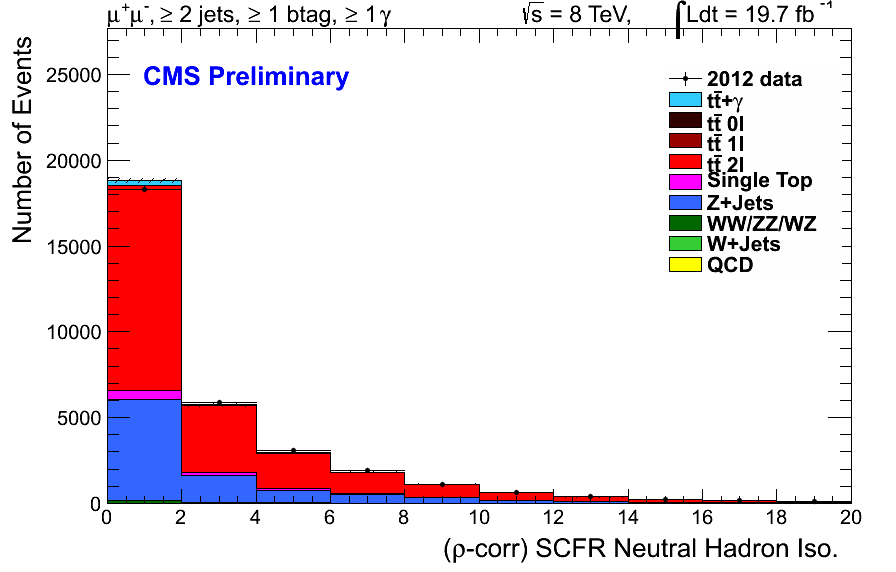 μ⁺μ⁻, ≥ 2 jets, ≥ 1 btag, ≥ 1 γ
√s = 8 TeV, ∫Ldt = 19.7 fb⁻¹
CMS Preliminary
2012 data
tt̄+γ
tt̄ 0l
tt̄ 1l
tt̄ 2l
Single Top
Z+Jets
WW/ZZ/WZ
W+Jets
QCD
Number of Events
25000
20000
15000
10000
5000
0
0 2 4 6 8 10 12 14 16 18 20
(ρ-corr) SCFR Neutral Hadron Iso.